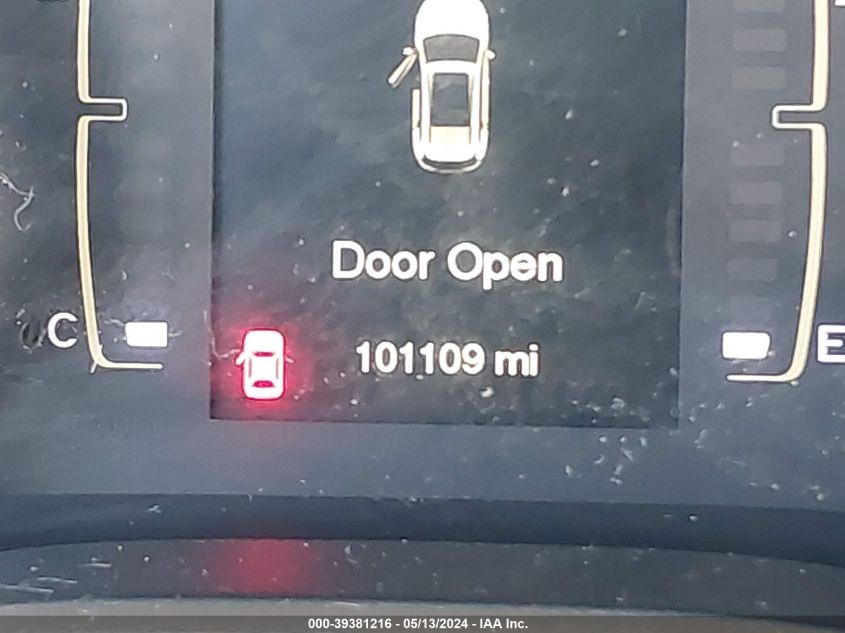 Door Open
C
E
101109 mi
000-39381216 - 05/13/2024 - IAA Inc.